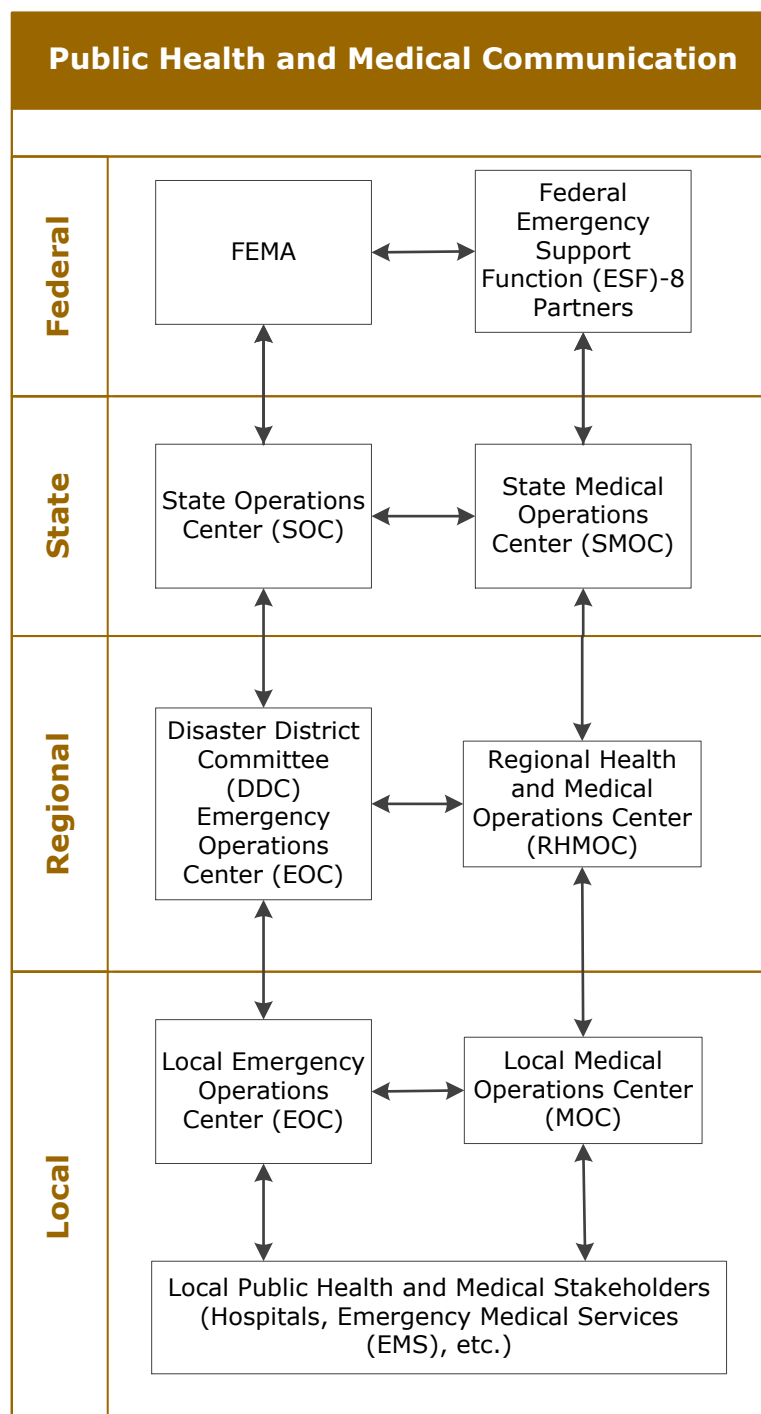 Public Health and Medical Communication
Federal
FEMA
Federal
Emergency
Support
Function (ESF)-8
Partners
State
State Operations
Center (SOC)
State Medical
Operations
Center (SMOC)
Regional
Disaster District
Committee
(DDC)
Emergency
Operations
Center (EOC)
Regional Health
and Medical
Operations Center
(RHMOC)
Local
Local Emergency
Operations
Center (EOC)
Local Medical
Operations Center
(MOC)
Local Public Health and Medical Stakeholders
(Hospitals, Emergency Medical Services
(EMS), etc.)